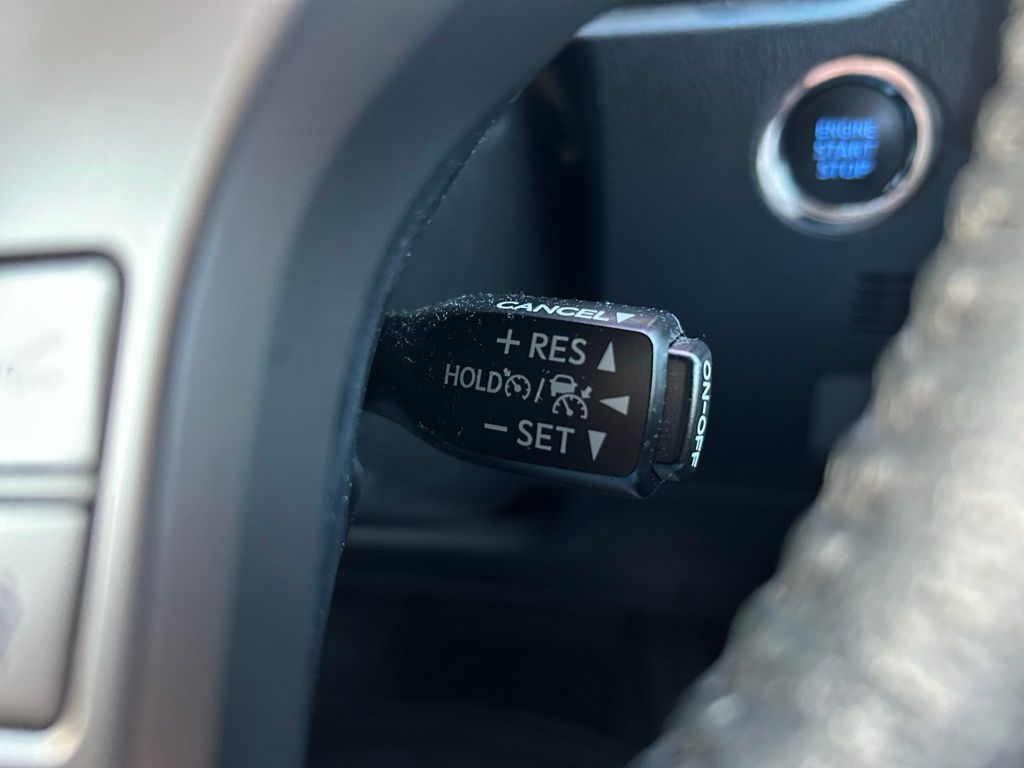 ENGINE
START
STOP
CANCEL▼
+ RES ▲
HOLD / ◀
− SET ▼
ON-OFF